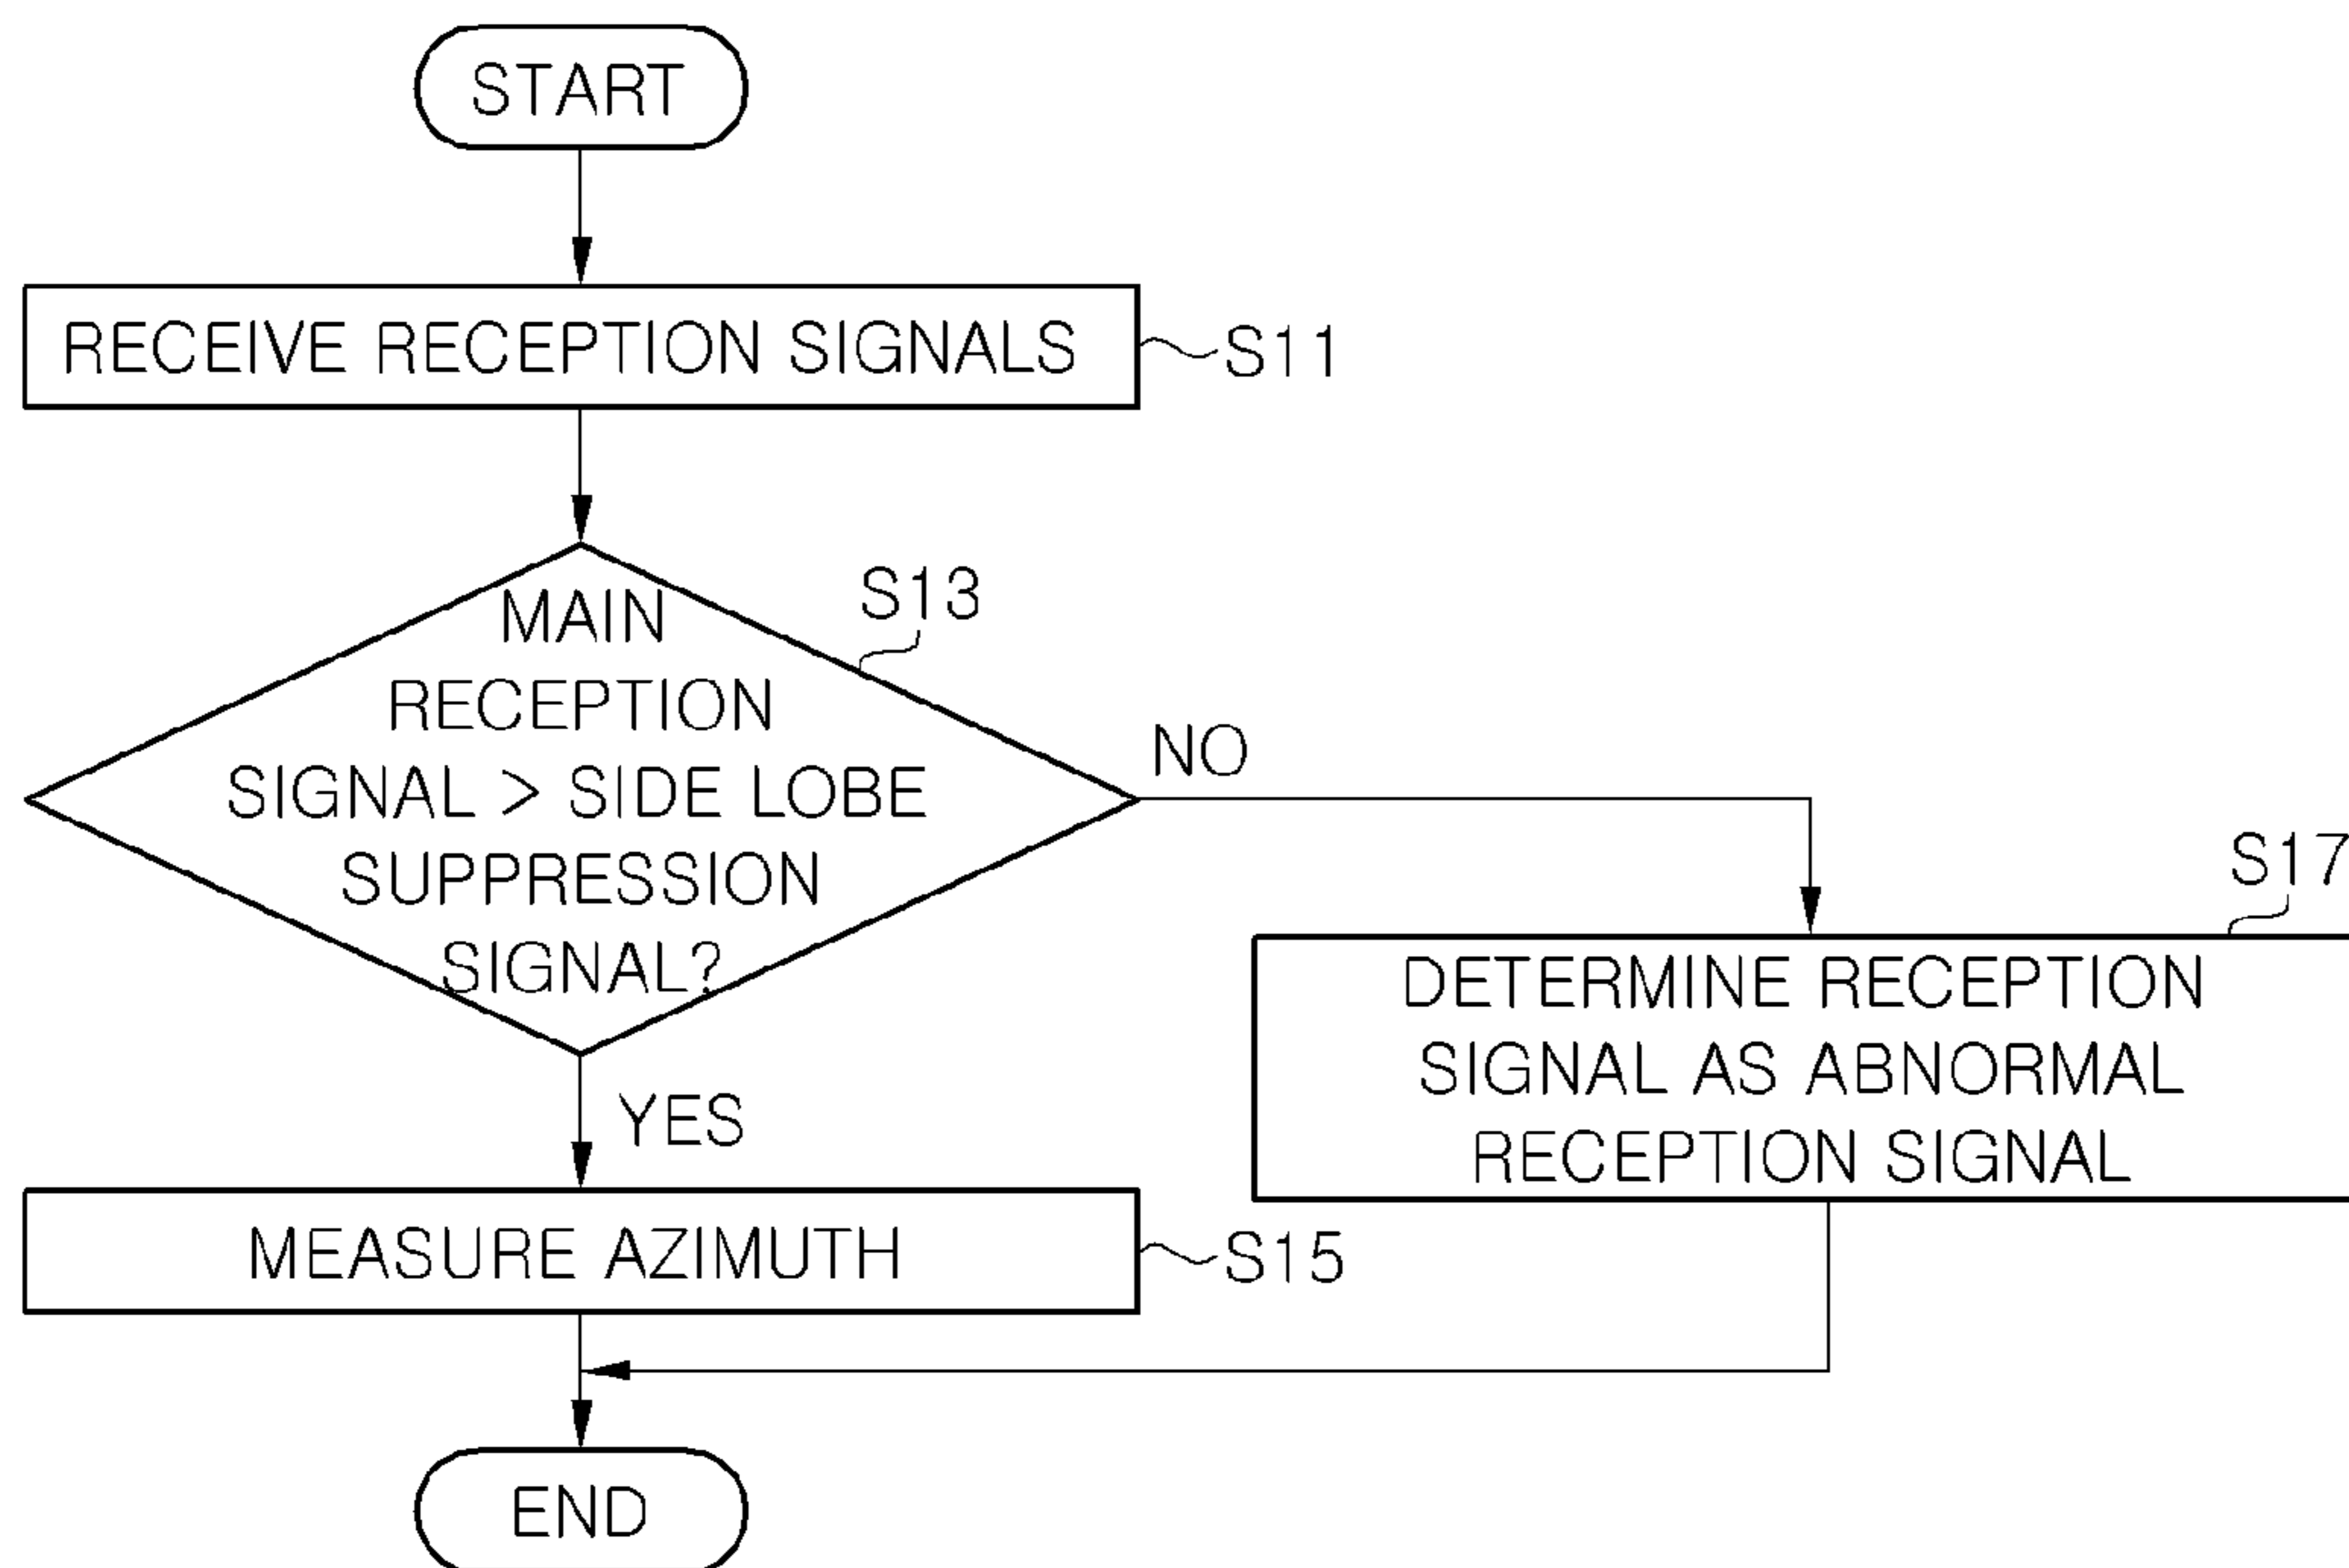 START
RECEIVE RECEPTION SIGNALS
S11
S13
MAIN
RECEPTION
SIGNAL > SIDE LOBE
SUPPRESSION
SIGNAL?
NO
YES
S17
DETERMINE RECEPTION
SIGNAL AS ABNORMAL
RECEPTION SIGNAL
MEASURE AZIMUTH
S15
END